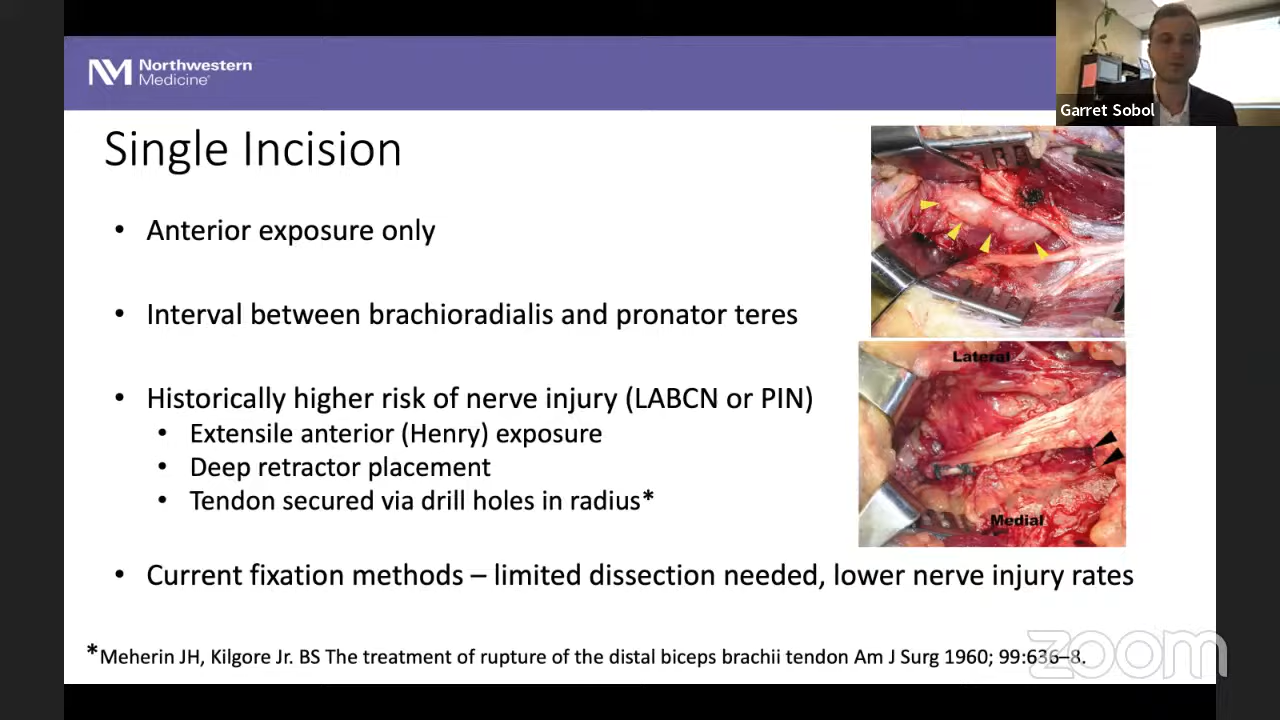 Northwestern
Medicine
Garret Sobol
Single Incision
• Anterior exposure only
• Interval between brachioradialis and pronator teres
• Historically higher risk of nerve injury (LABCN or PIN)
• Extensile anterior (Henry) exposure
• Deep retractor placement
• Tendon secured via drill holes in radius*
Lateral
Medial
• Current fixation methods – limited dissection needed, lower nerve injury rates
*Meherin JH, Kilgore Jr. BS The treatment of rupture of the distal biceps brachii tendon Am J Surg 1960; 99:636–8.
zoom